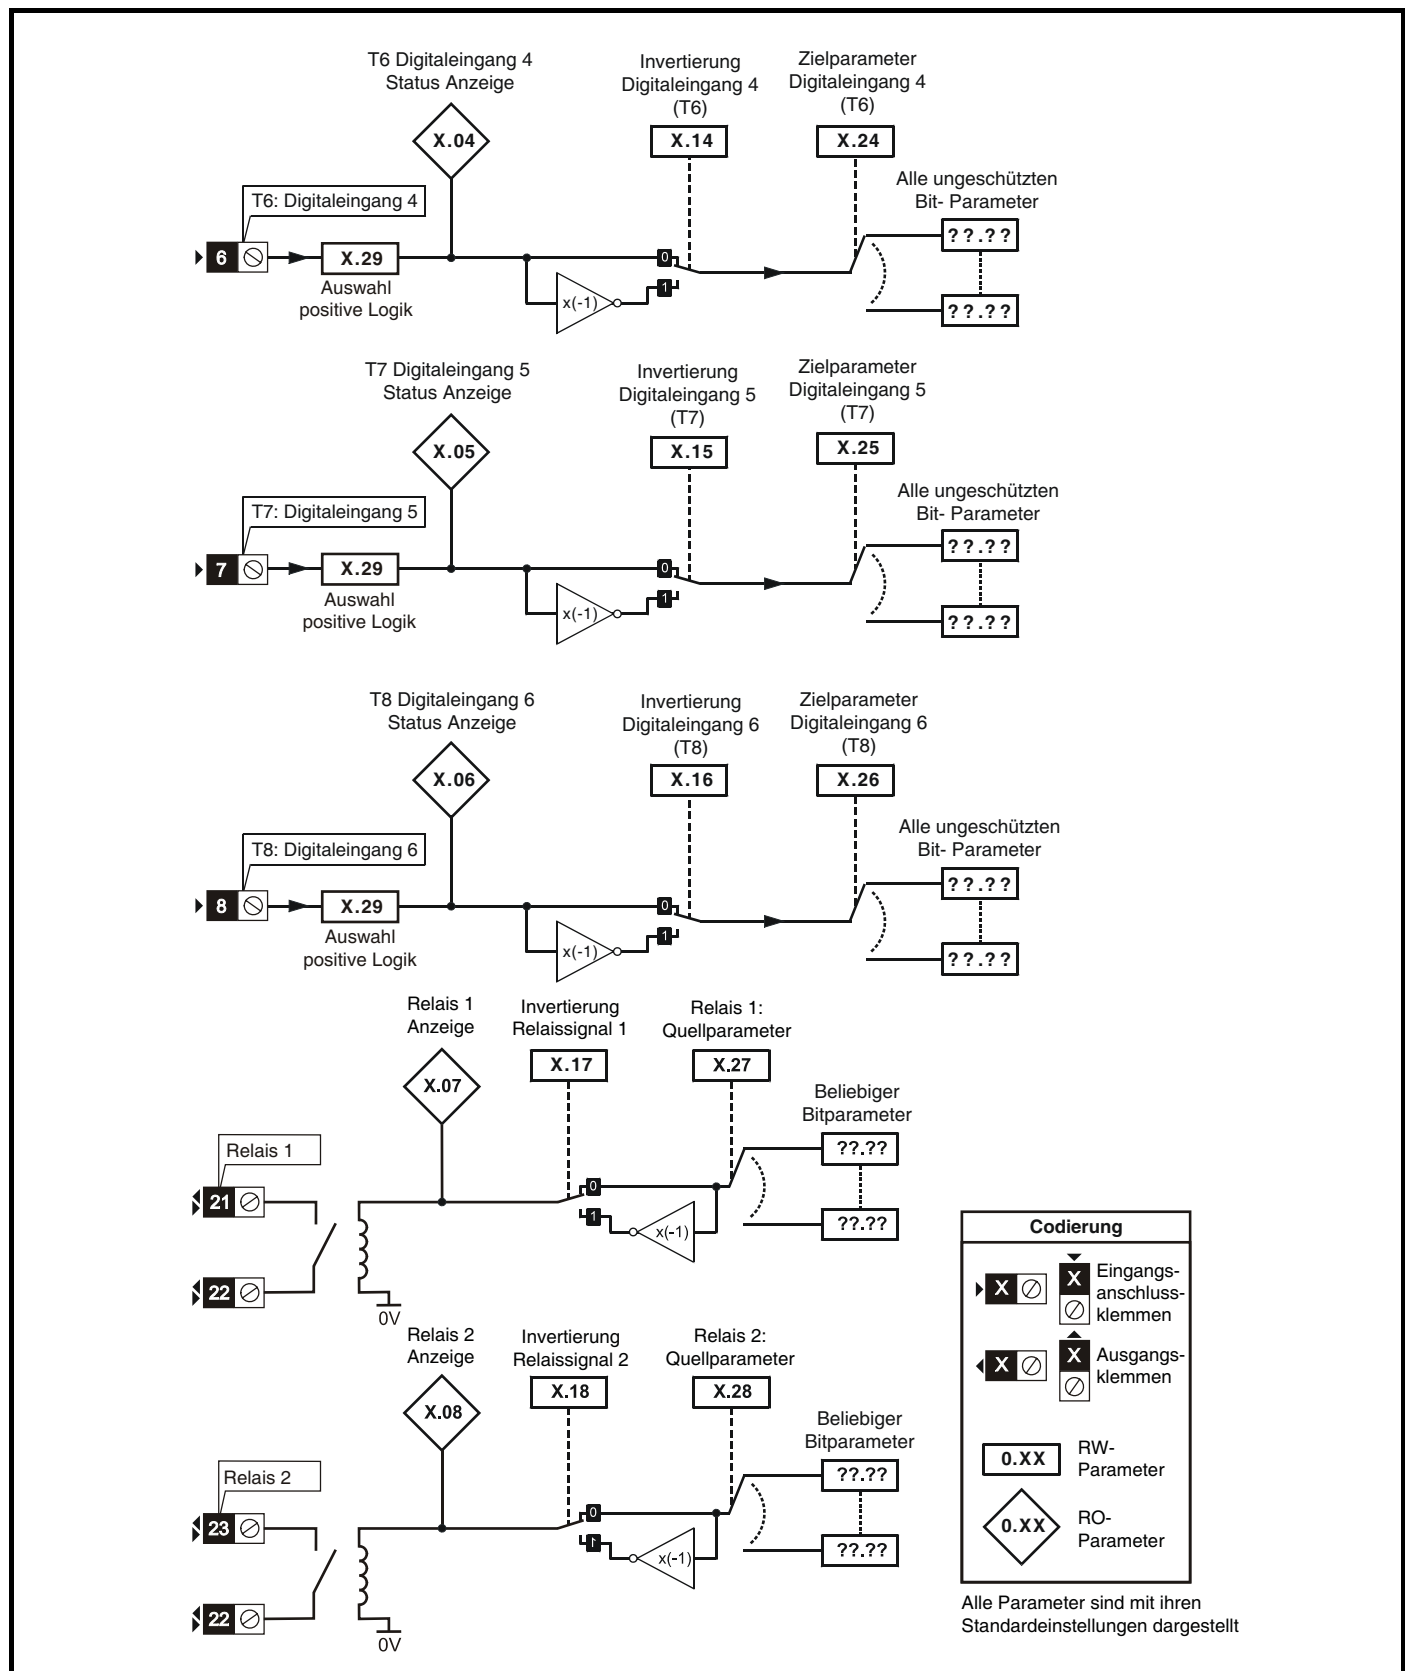 T6 Digitaleingang 4
Status Anzeige
X.04
Invertierung
Digitaleingang 4
(T6)
X.14
Zielparameter
Digitaleingang 4
(T6)
X.24
Alle ungeschützten
Bit- Parameter
??.??
??.??
T6: Digitaleingang 4
6
X.29
Auswahl
positive Logik
x(-1)
0
1
T7 Digitaleingang 5
Status Anzeige
X.05
Invertierung
Digitaleingang 5
(T7)
X.15
Zielparameter
Digitaleingang 5
(T7)
X.25
Alle ungeschützten
Bit- Parameter
??.??
??.??
T7: Digitaleingang 5
7
X.29
Auswahl
positive Logik
x(-1)
0
1
T8 Digitaleingang 6
Status Anzeige
X.06
Invertierung
Digitaleingang 6
(T8)
X.16
Zielparameter
Digitaleingang 6
(T8)
X.26
Alle ungeschützten
Bit- Parameter
??.??
??.??
T8: Digitaleingang 6
8
X.29
Auswahl
positive Logik
x(-1)
0
1
Relais 1
Anzeige
X.07
Invertierung
Relaissignal 1
X.17
Relais 1:
Quellparameter
X.27
Beliebiger
Bitparameter
??.??
??.??
Relais 1
21
22
0V
0
1
x(-1)
Relais 2
Anzeige
X.08
Invertierung
Relaissignal 2
X.18
Relais 2:
Quellparameter
X.28
Beliebiger
Bitparameter
??.??
??.??
Relais 2
23
22
0V
0
1
x(-1)
Codierung
X
X
Eingangs-
anschluss-
klemmen
X
X
Ausgangs-
klemmen
0.XX
RW-
Parameter
0.XX
RO-
Parameter
Alle Parameter sind mit ihren
Standardeinstellungen dargestellt